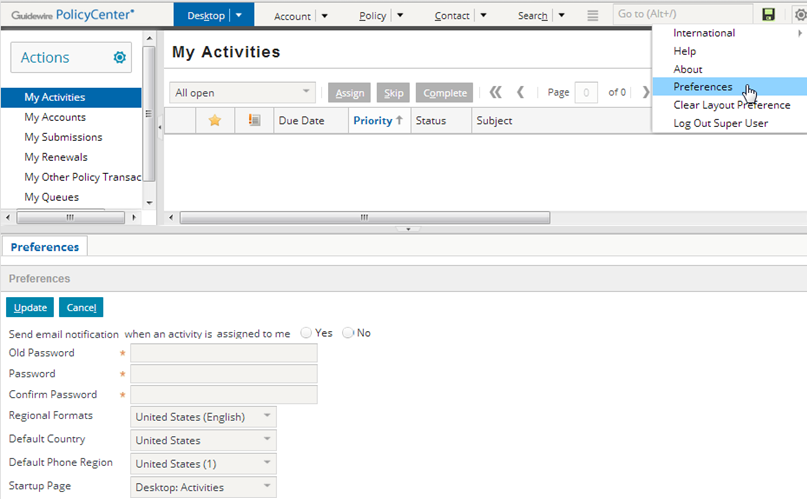 Guidewire PolicyCenter™ Desktop Account Policy Contact Search Go to (Alt+/)
International
Help
About
Preferences
Clear Layout Preference
Log Out Super User
Actions
My Activities
My Accounts
My Submissions
My Renewals
My Other Policy Transac
My Queues
My Activities
All open Assign Skip Complete Page 0 of 0
Due Date Priority Status Subject
Preferences
Preferences
Update Cancel
Send email notification when an activity is assigned to me Yes No
Old Password *
Password *
Confirm Password *
Regional Formats United States (English)
Default Country United States
Default Phone Region United States (1)
Startup Page Desktop: Activities